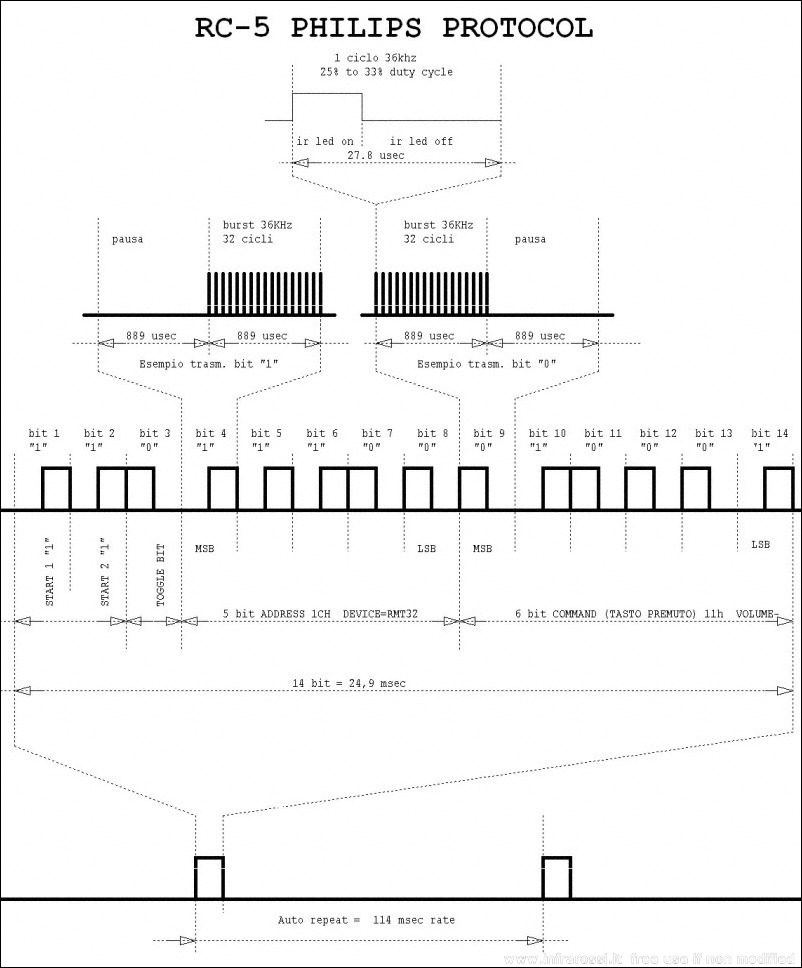 RC-5 PHILIPS PROTOCOL
1 ciclo 36khz
25% to 33% duty cycle
ir led on ir led off
27.8 usec
burst 36KHz burst 36KHz
pausa 32 cicli 32 cicli pausa
889 usec 889 usec 889 usec 889 usec
Esempio trasm. bit "1" Esempio trasm. bit "0"
bit 1 bit 2 bit 3 bit 4 bit 5 bit 6 bit 7 bit 8 bit 9 bit 10 bit 11 bit 12 bit 13 bit 14
"1" "1" "0" "1" "1" "1" "0" "0" "0" "1" "0" "0" "0" "1"
START 1 "1"
START 2 "1"
TOGGLE BIT
MSB LSB MSB LSB
5 bit ADDRESS 1CH DEVICE=RMT32 6 bit COMMAND (TASTO PREMUTO) 11h VOLUME-
14 bit = 24,9 msec
Auto repeat = 114 msec rate
www.infrarossi.it free use if non modified